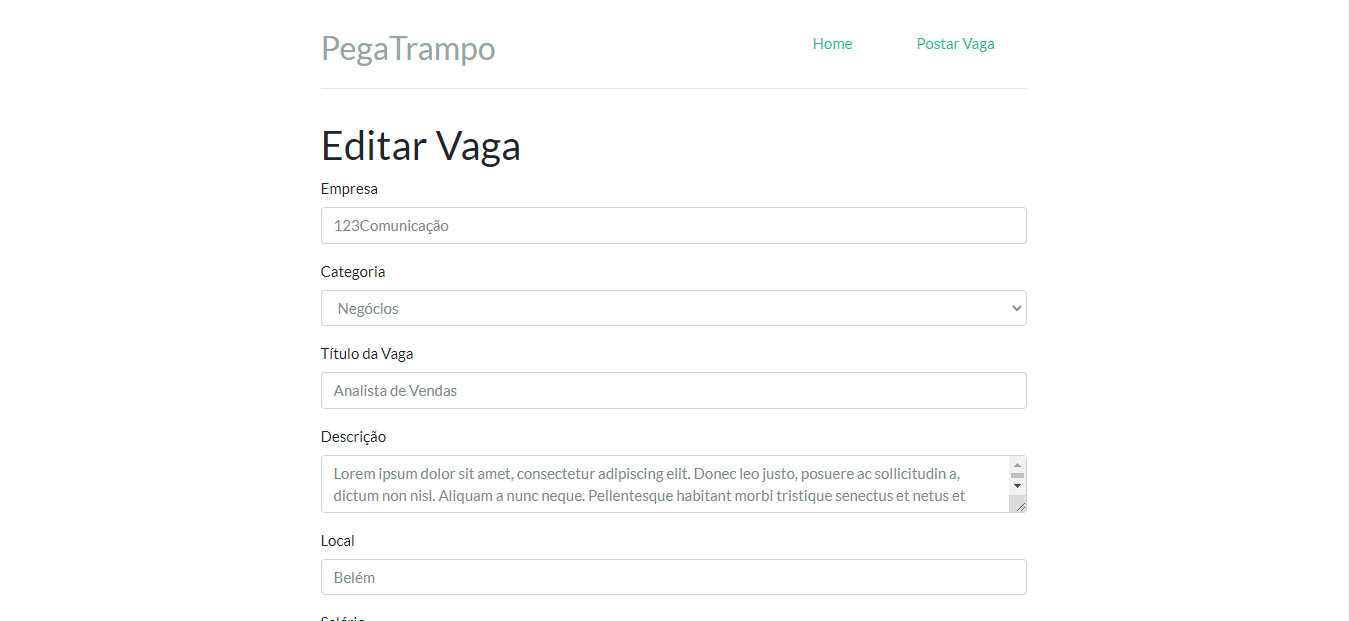 PegaTrampo
Home
Postar Vaga
Editar Vaga
Empresa
123Comunicação
Categoria
Negócios
Título da Vaga
Analista de Vendas
Descrição
Lorem ipsum dolor sit amet, consectetur adipiscing elit. Donec leo justo, posuere ac sollicitudin a,
dictum non nisl. Aliquam a nunc neque. Pellentesque habitant morbi tristique senectus et netus et
Local
Belém
Salário